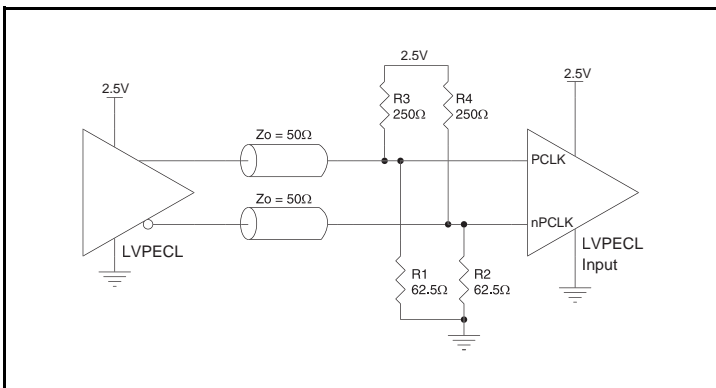 2.5V
2.5V
2.5V
R3
250Ω
R4
250Ω
Zo = 50Ω
PCLK
Zo = 50Ω
nPCLK
LVPECL
LVPECL
Input
R1
62.5Ω
R2
62.5Ω